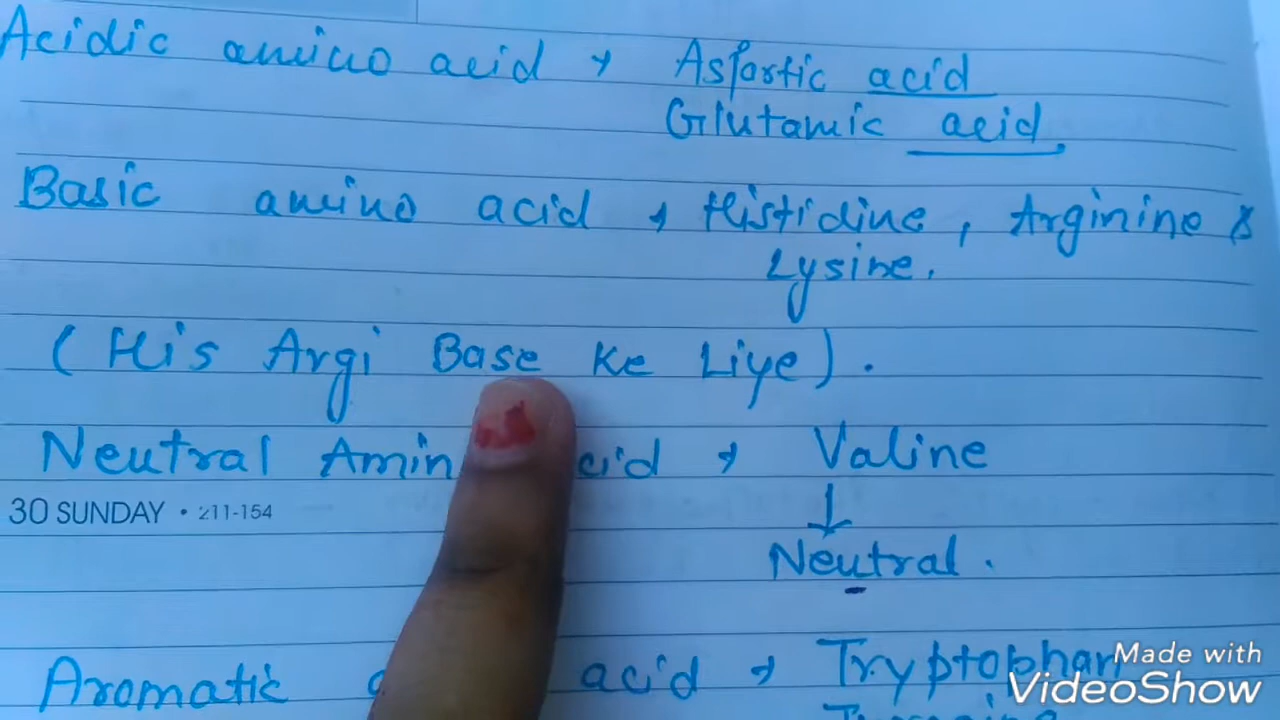 Acidic amino acid → Aspartic acid
Glutamic acid
Basic amino acid → Histidine, Arginine &
Lysine.
(His Argi Base Ke Liye).
Neutral Amin cid → Valine
30 SUNDAY • 211-154
↓
Neutral.
Aromatic acid → Tryptophan
Made with
VideoShow